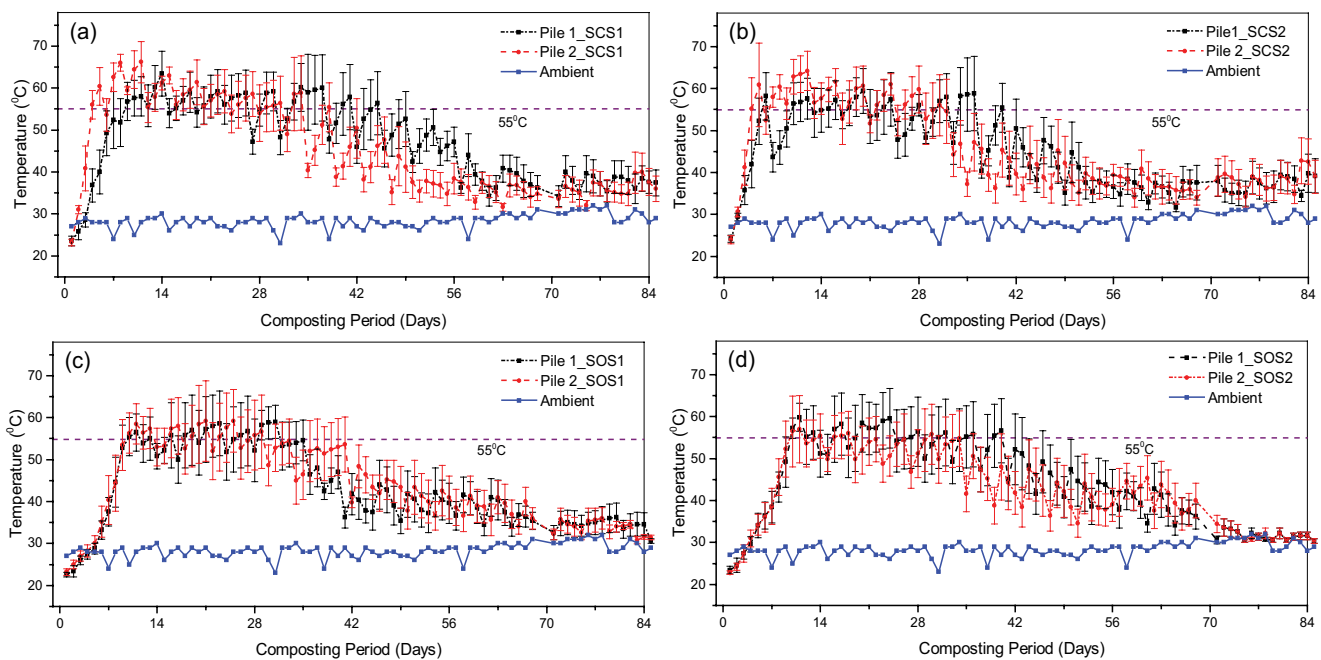 (a)
Pile 1_SCS1
Pile 2_SCS1
Ambient
55⁰C
Temperature (⁰C)
70
60
50
40
30
20
0 14 28 42 56 70 84
Composting Period (Days)
(b)
Pile1_SCS2
Pile 2_SCS2
Ambient
55⁰C
Temperature (⁰C)
70
60
50
40
30
20
0 14 28 42 56 70 84
Composting Period (Days)
(c)
Pile 1_SOS1
Pile 2_SOS1
Ambient
55⁰C
Temperature (⁰C)
70
60
50
40
30
20
0 14 28 42 56 70 84
Composting Period (Days)
(d)
Pile 1_SOS2
Pile 2_SOS2
Ambient
55⁰C
Temperature (⁰C)
70
60
50
40
30
20
0 14 28 42 56 70 84
Composting Period (Days)